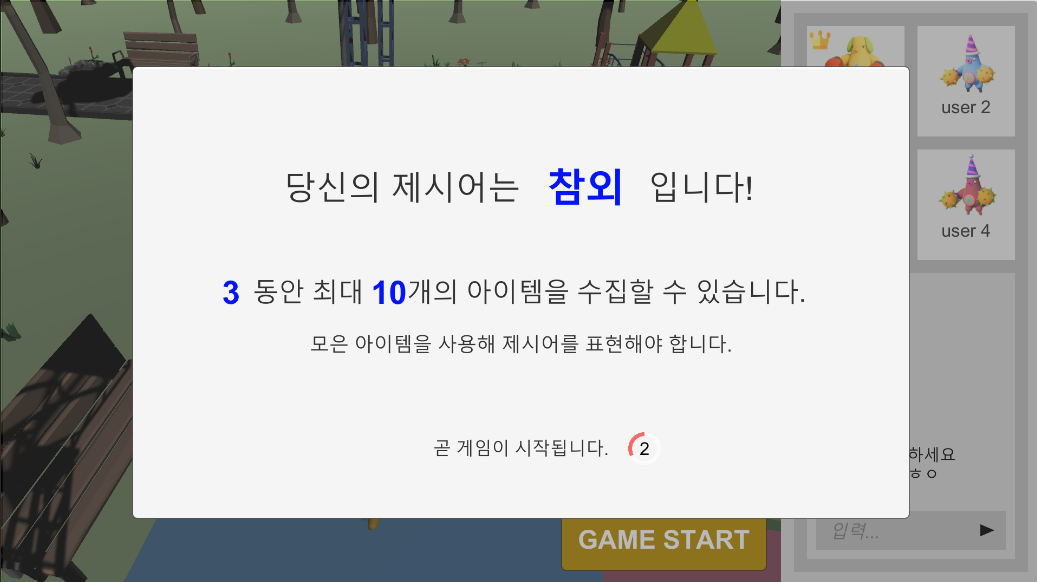 user 2
user 4
당신의 제시어는 참외 입니다!
3 동안 최대 10개의 아이템을 수집할 수 있습니다.
모은 아이템을 사용해 제시어를 표현해야 합니다.
곧 게임이 시작됩니다. 2
하세요
ㅎㅇ
입력...
GAME START